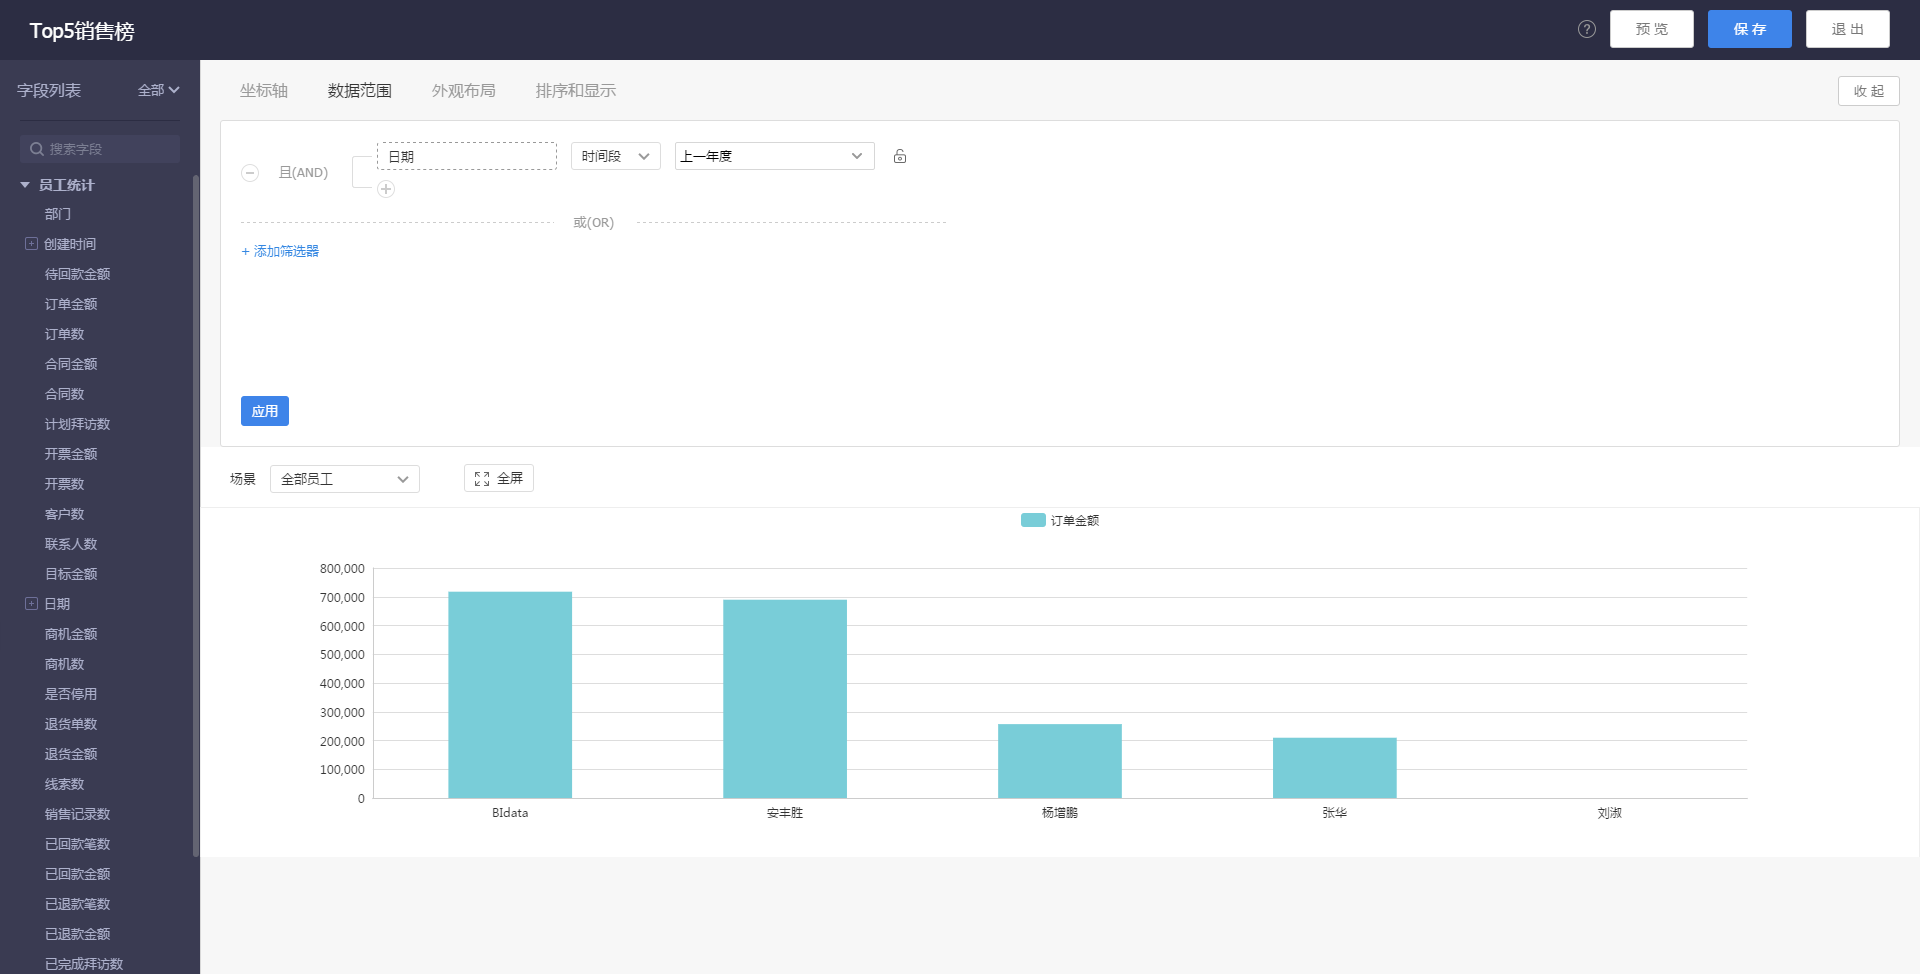 Top5销售榜
?
预 览
保 存
退 出
字段列表
全部
搜索字段
员工统计
部门
创建时间
待回款金额
订单金额
订单数
合同金额
合同数
计划拜访数
开票金额
开票数
客户数
联系人数
目标金额
日期
商机金额
商机数
是否停用
退货单数
退货金额
线索数
销售记录数
已回款笔数
已回款金额
已退款笔数
已退款金额
已完成拜访数
坐标轴
数据范围
外观布局
排序和显示
收 起
且(AND)
日期
时间段
上一年度
或(OR)
+ 添加筛选器
应用
场景
全部员工
全屏
订单金额
800,000
700,000
600,000
500,000
400,000
300,000
200,000
100,000
0
BIdata
安丰胜
杨增鹏
张华
刘淑